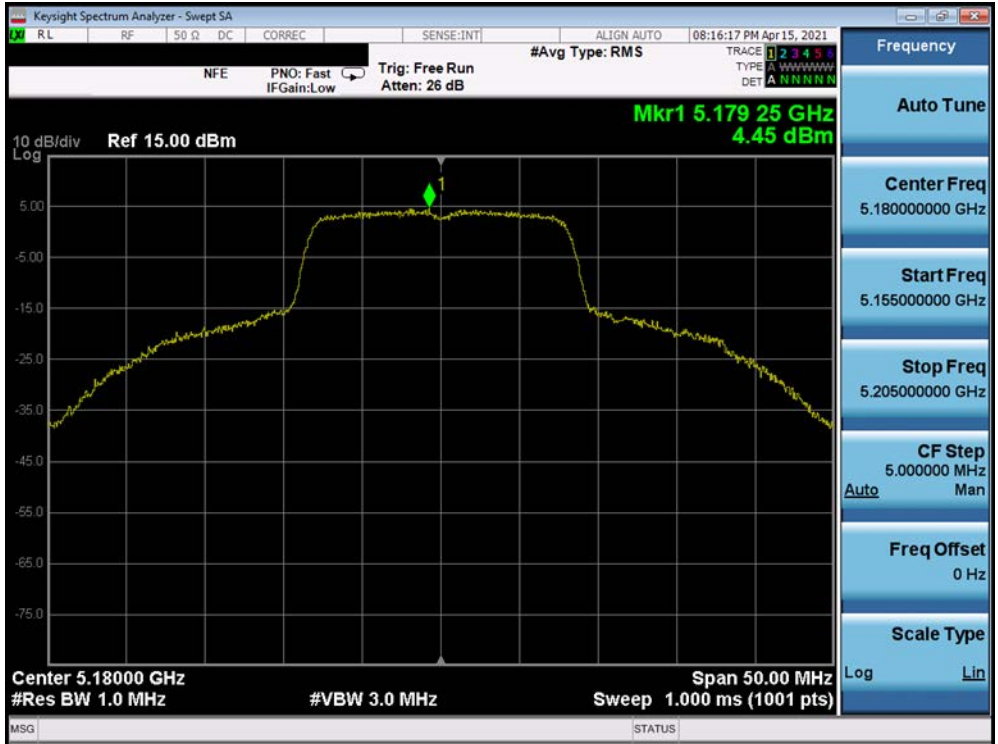 Keysight Spectrum Analyzer - Swept SA
LXI RL RF 50 Ω DC CORREC SENSE:INT ALIGN AUTO 08:16:17 PM Apr 15, 2021
Frequency
NFE PNO: Fast Trig: Free Run #Avg Type: RMS TRACE 1 2 3 4 5 6
IFGain:Low Atten: 26 dB TYPE A WWWWW
DET A N N N N N
Auto Tune
Mkr1 5.179 25 GHz
4.45 dBm
10 dB/div Ref 15.00 dBm
Log
1
5.00
-5.00
-15.0
-25.0
-35.0
-45.0
-55.0
-65.0
-75.0
Center 5.18000 GHz Span 50.00 MHz
#Res BW 1.0 MHz #VBW 3.0 MHz Sweep 1.000 ms (1001 pts)
Center Freq
5.180000000 GHz
Start Freq
5.155000000 GHz
Stop Freq
5.205000000 GHz
CF Step
5.000000 MHz
Auto Man
Freq Offset
0 Hz
Scale Type
Log Lin
MSG STATUS